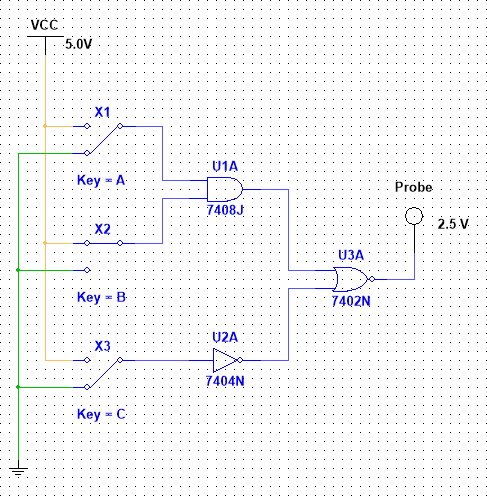 VCC
5.0V
X1
Key = A
U1A
7408J
X2
Key = B
Probe
2.5 V
U3A
7402N
X3
Key = C
U2A
7404N